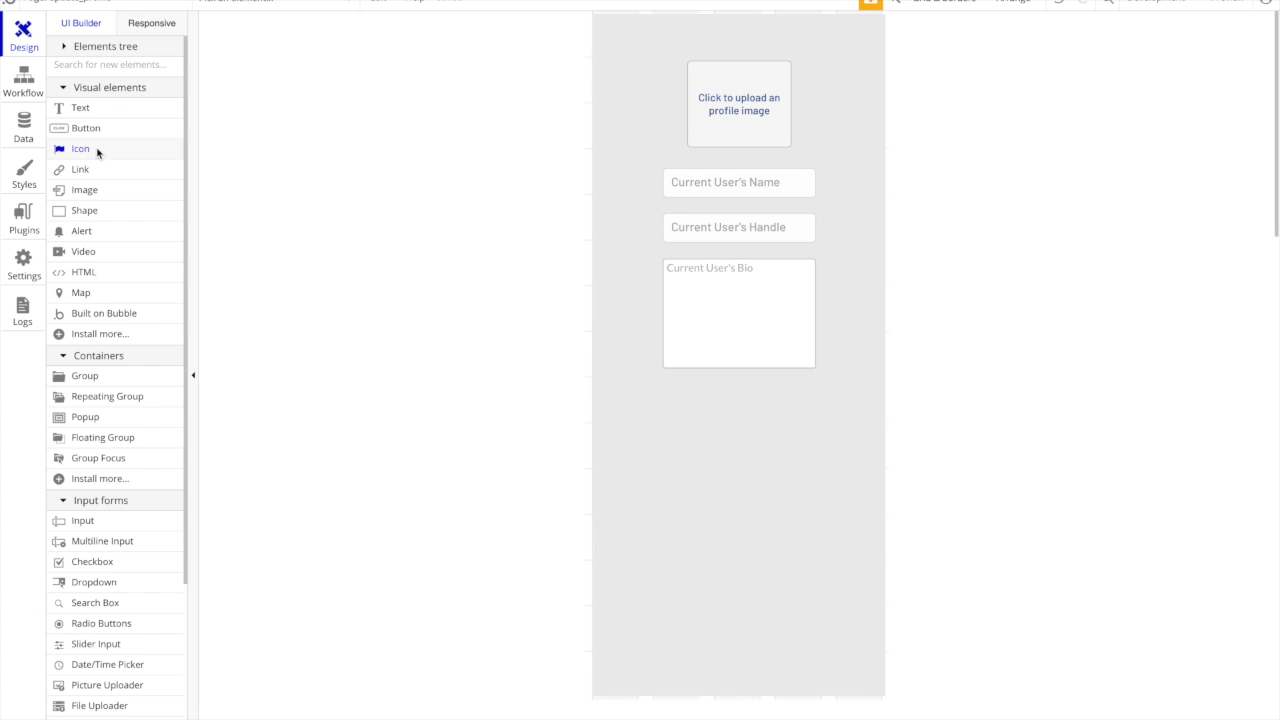 UI Builder
Responsive
Design
Elements tree
Search for new elements...
Workflow
Visual elements
Text
Button
Data
Icon
Link
Styles
Image
Shape
Plugins
Alert
Video
Settings
HTML
Map
Logs
Built on Bubble
Install more...
Containers
Group
Repeating Group
Popup
Floating Group
Group Focus
Install more...
Input forms
Input
Multiline Input
Checkbox
Dropdown
Search Box
Radio Buttons
Slider Input
Date/Time Picker
Picture Uploader
File Uploader
Click to upload an
profile image
Current User's Name
Current User's Handle
Current User's Bio